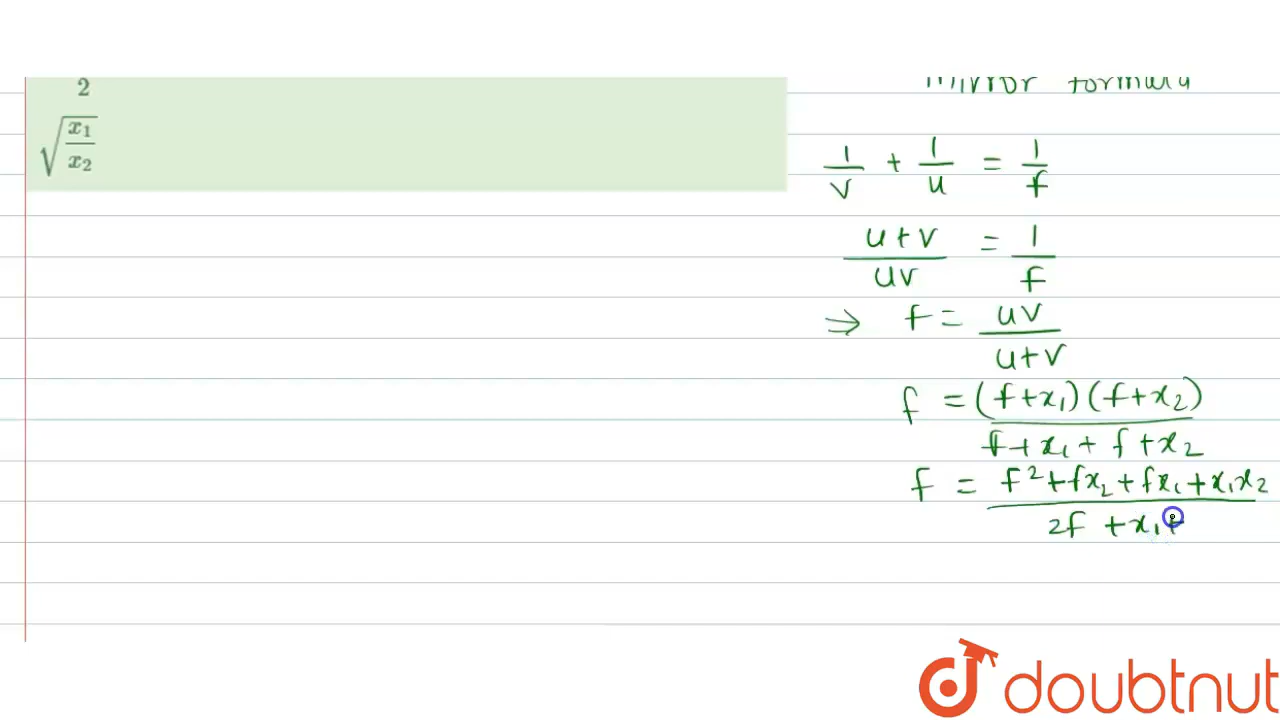 2
√(x₁/x₂)
mirror formula
1/v + 1/u = 1/f
(u+v)/uv = 1/f
⇒ f = uv/(u+v)
f = (f+x₁)(f+x₂)/(f+x₁+f+x₂)
f = (f²+fx₂+fx₁+x₁x₂)/(2f+x₁+
doubtnut